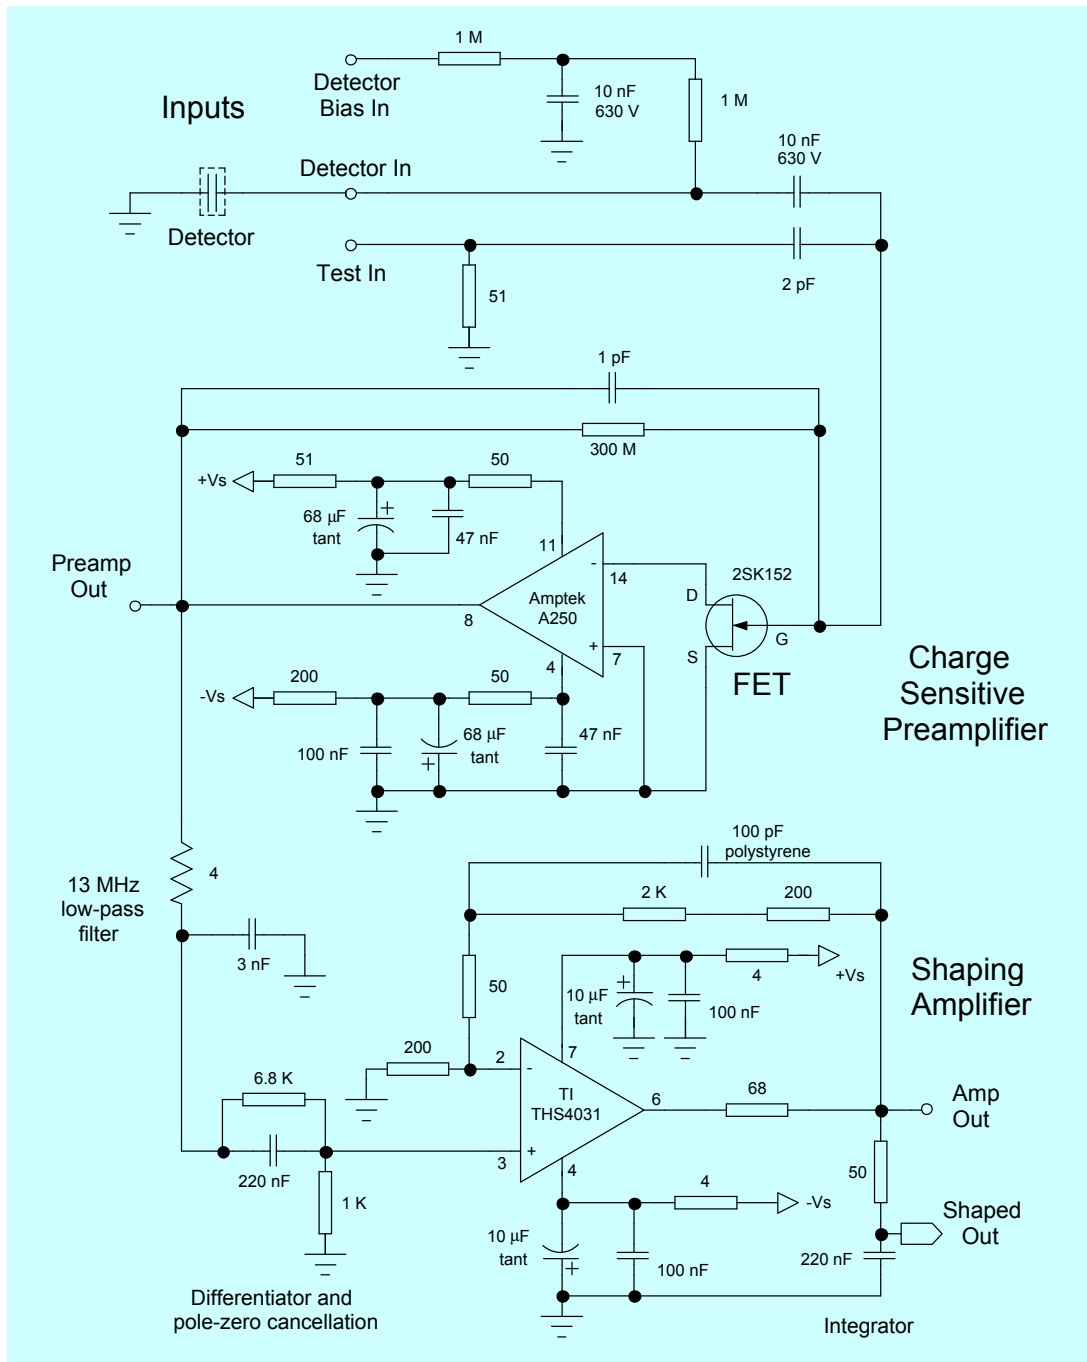 1 M
Detector
Bias In
10 nF
630 V
1 M
Inputs
10 nF
630 V
Detector In
Detector
Test In
2 pF
51
1 pF
300 M
+Vs
51
50
68 µF
tant
+
47 nF
11
Preamp
Out
8
Amptek
A250
-
14
+
7
4
2SK152
D
G
S
FET
Charge
Sensitive
Preamplifier
-Vs
200
50
100 nF
68 µF
tant
+
47 nF
100 pF
polystyrene
13 MHz
low-pass
filter
4
2 K
200
3 nF
50
4
+Vs
10 µF
tant
+
100 nF
Shaping
Amplifier
200
2
-
7
TI
THS4031
6
68
Amp
Out
6.8 K
220 nF
3
+
4
1 K
50
4
-Vs
Shaped
Out
10 µF
tant
+
100 nF
220 nF
Differentiator and
pole-zero cancellation
Integrator